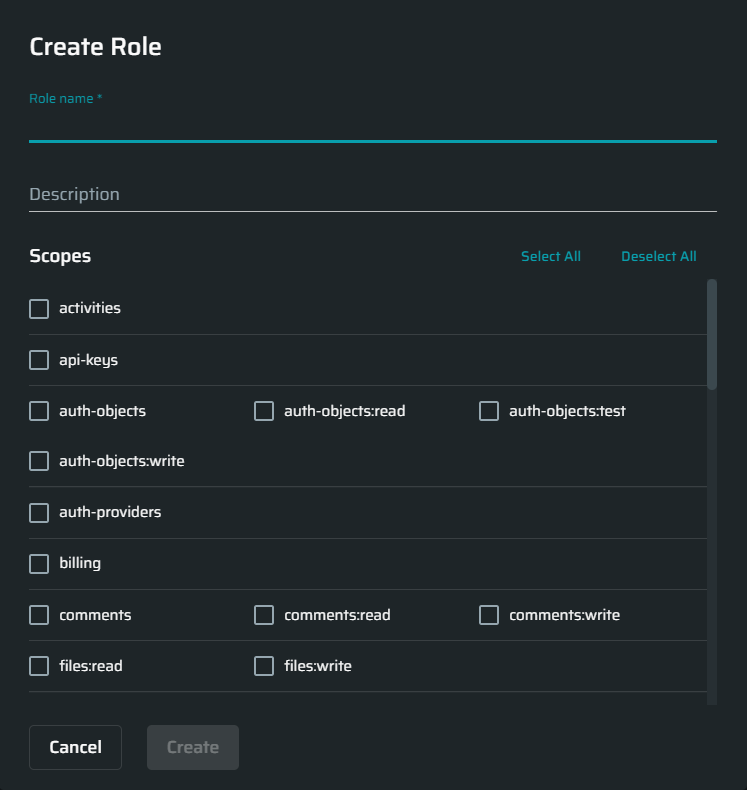 Create Role
Role name *
Description
Scopes Select All Deselect All
activities
api-keys
auth-objects auth-objects:read auth-objects:test
auth-objects:write
auth-providers
billing
comments comments:read comments:write
files:read files:write
Cancel Create